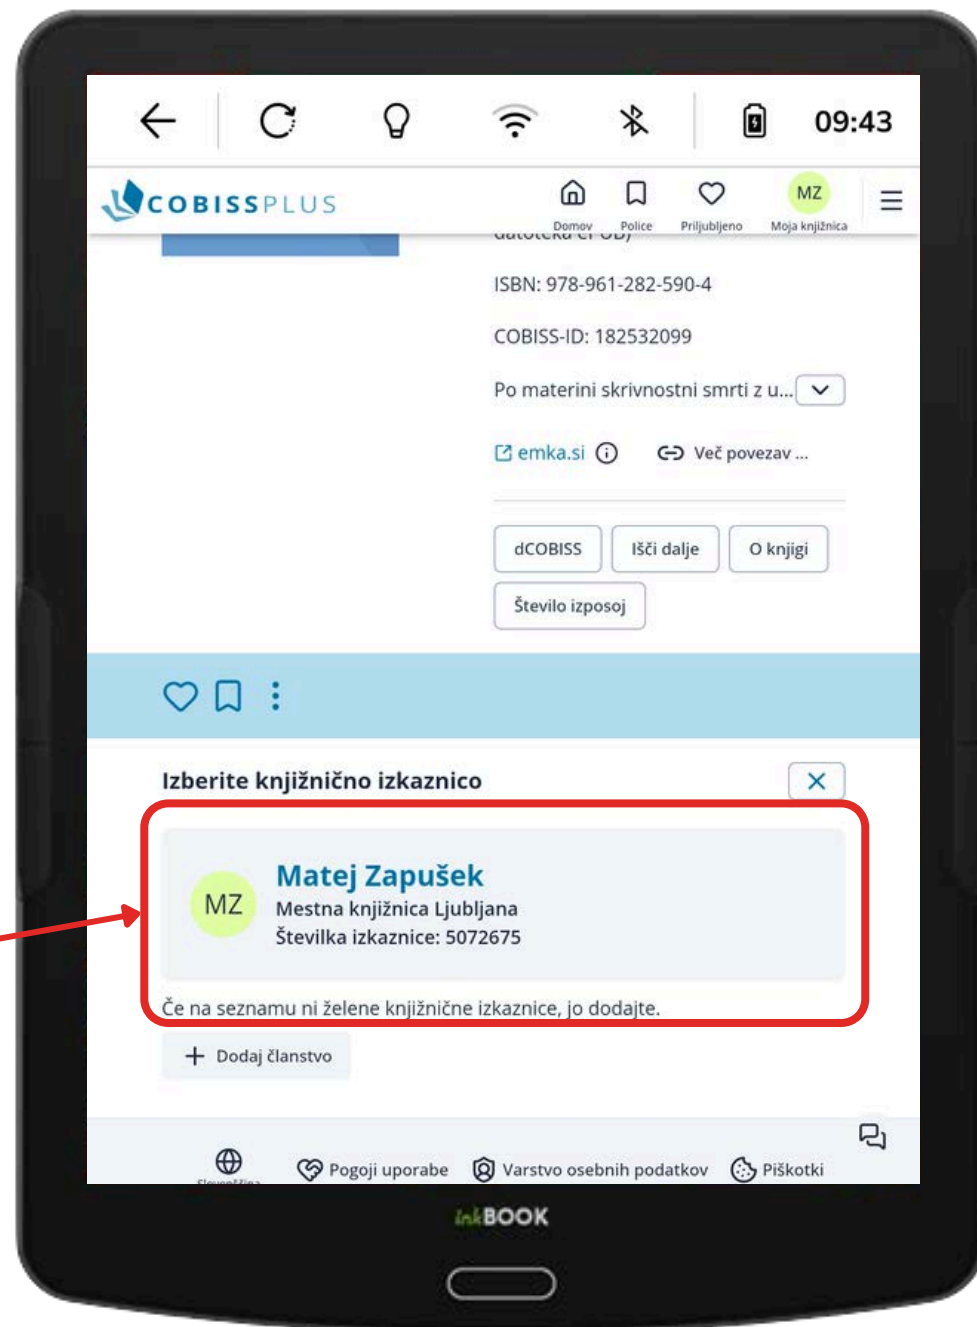 09:43
COBISSPLUS
Domov Police Priljubljeno Moja knjižnica
MZ
ISBN: 978-961-282-590-4
COBISS-ID: 182532099
Po materini skrivnostni smrti z u...
emka.si Več povezav ...
dCOBISS Išči dalje O knjigi
Število izposoj
Izberite knjižnično izkaznico
MZ
Matej Zapušek
Mestna knjižnica Ljubljana
Številka izkaznice: 5072675
Če na seznamu ni želene knjižnične izkaznice, jo dodajte.
+ Dodaj članstvo
Pogoji uporabe Varstvo osebnih podatkov Piškotki
inkBOOK